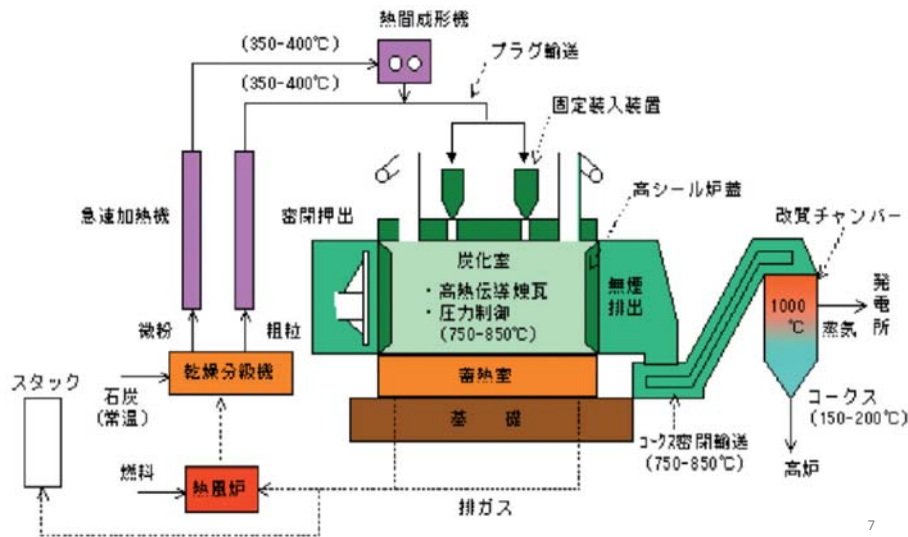 熱間成形機
(350-400℃)
プラグ輸送
(350-400℃)
固定装入装置
高シール炉蓋
急速加熱機
密閉押出
改質チャンバー
炭化室
・高熱伝導煉瓦
・圧力制御
(750-850℃)
無煙
排出
1000
℃
発電所
蒸気
微粉
粗粒
乾燥分級機
蓄熱室
スタック
石炭
(常温)
基 礎
コークス
(150-200℃)
コークス密閉輸送
(750-850℃)
燃料
熱風炉
高炉
排ガス
7